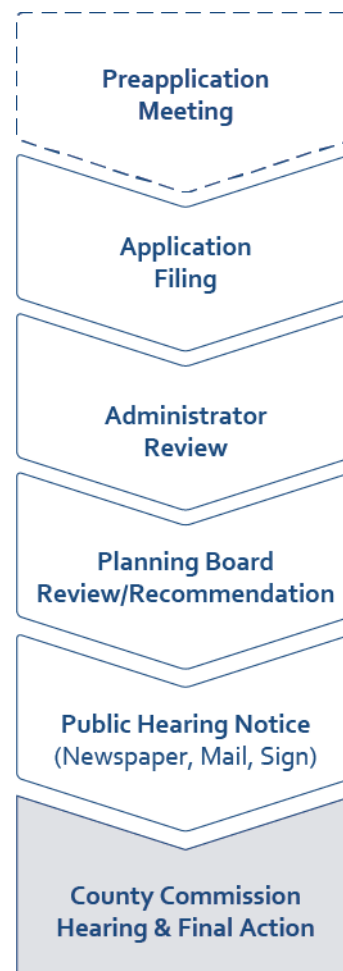 Preapplication
Meeting
Application
Filing
Administrator
Review
Planning Board
Review/Recommendation
Public Hearing Notice
(Newspaper, Mail, Sign)
County Commission
Hearing & Final Action